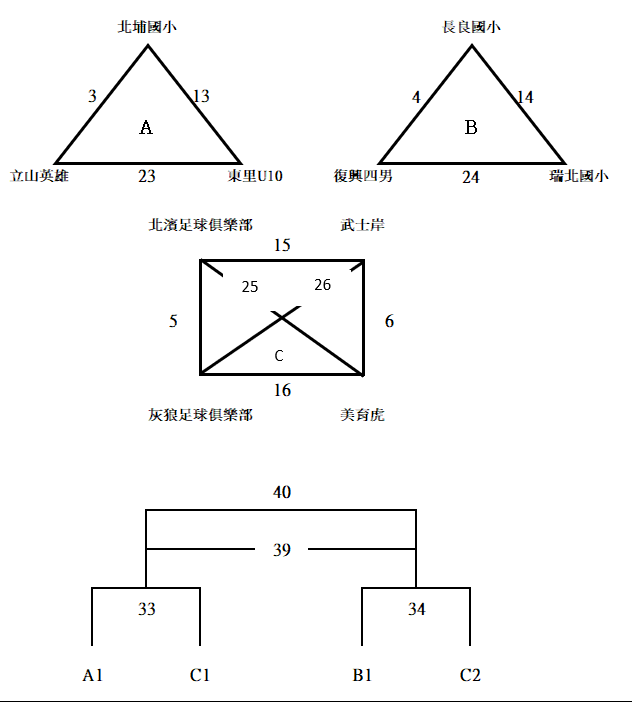 北埔國小
長良國小
3
13
4
14
A
B
立山英雄
23
東里U10
復興四男
24
瑞北國小
北濱足球俱樂部
武士岸
15
25
26
5
6
C
16
灰狼足球俱樂部
美育虎
40
39
33
34
A1
C1
B1
C2